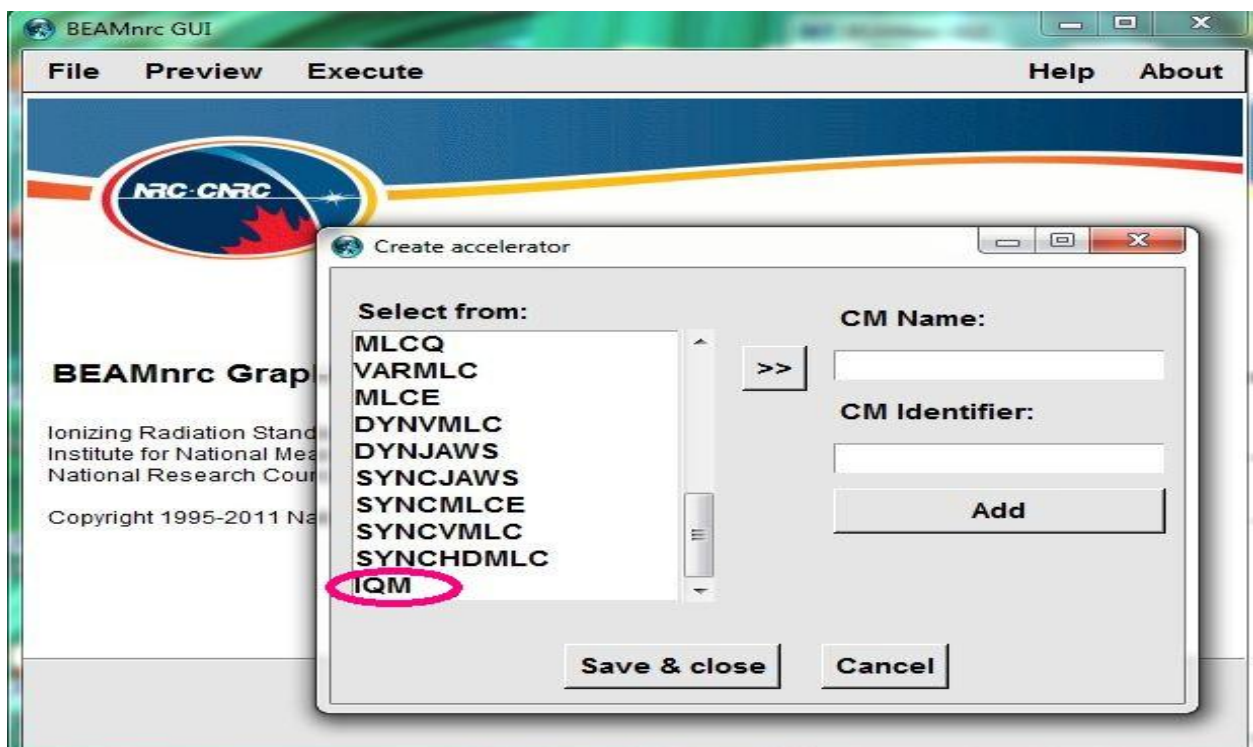 BEAMnrc GUI
File Preview Execute Help About
NRC·CNRC
Create accelerator
Select from:
MLCQ
VARMLC
MLCE
DYNVMLC
DYNJAWS
SYNCJAWS
SYNCMLCE
SYNCVMLC
SYNCHDMLC
IQM
>>
CM Name:
CM Identifier:
Add
Save & close Cancel
BEAMnrc Grap
Ionizing Radiation Stand
Institute for National Mea
National Research Coun
Copyright 1995-2011 Na